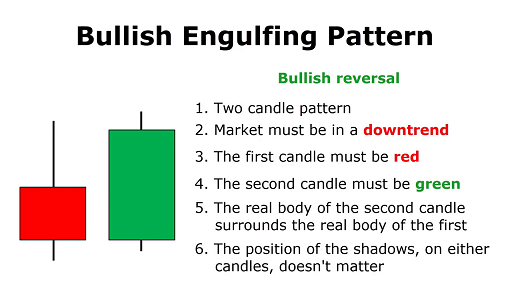 Bullish Engulfing Pattern
Bullish reversal
1. Two candle pattern
2. Market must be in a downtrend
3. The first candle must be red
4. The second candle must be green
5. The real body of the second candle
surrounds the real body of the first
6. The position of the shadows, on either
candles, doesn't matter